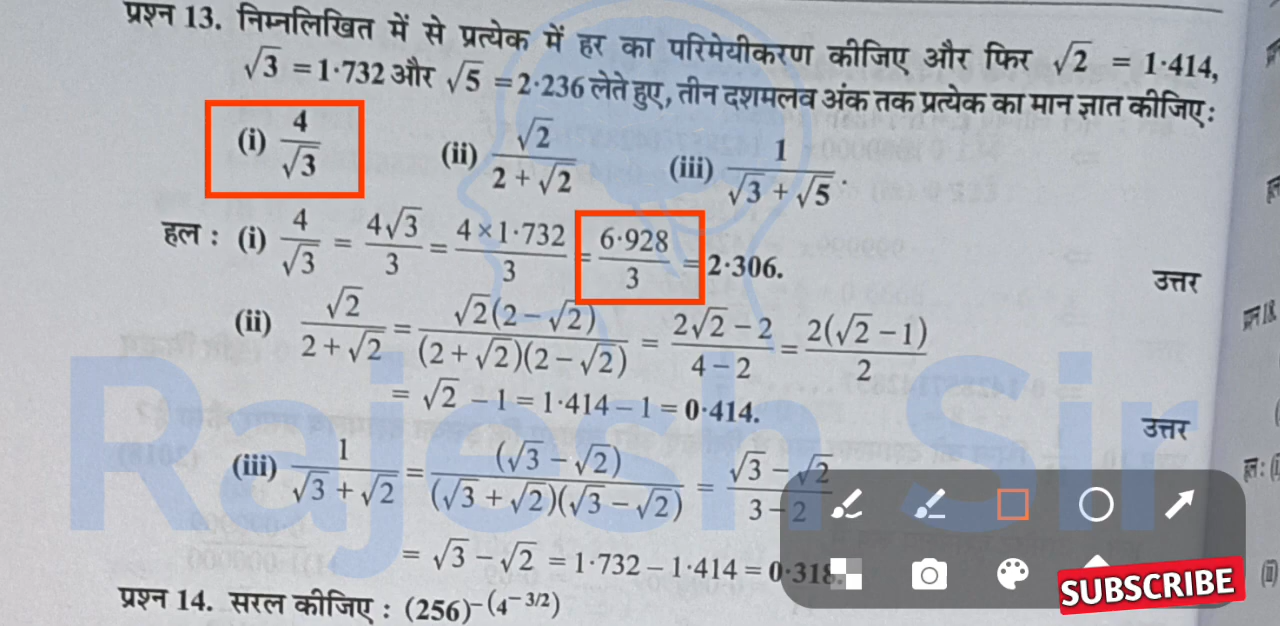 प्रश्न 13. निम्नलिखित में से प्रत्येक में हर का परिमेयीकरण कीजिए और फिर √2 = 1·414,
√3 = 1·732 और √5 = 2·236 लेते हुए, तीन दशमलव अंक तक प्रत्येक का मान ज्ञात कीजिए :
(i) 4/√3 (ii) √2/(2 + √2) (iii) 1/(√3 + √5).
हल : (i) 4/√3 = 4√3/3 = (4 × 1·732)/3 = 6·928/3 = 2·306. उत्तर
(ii) √2/(2 + √2) = √2(2 − √2)/((2 + √2)(2 − √2)) = (2√2 − 2)/(4 − 2) = 2(√2 − 1)/2
= √2 − 1 = 1·414 − 1 = 0·414. उत्तर
(iii) 1/(√3 + √2) = (√3 − √2)/((√3 + √2)(√3 − √2)) = (√3 − √2)/(3 − 2)
= √3 − √2 = 1·732 − 1·414 = 0·318.
प्रश्न 14. सरल कीजिए : (256)^−(4^−3/2)
Rajesh Sir
SUBSCRIBE